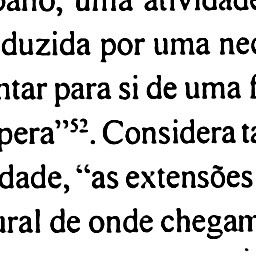 uma atividade
duzida por uma nec
ntar para si de uma f
pera”⁵². Considera ta
dade, “as extensões
ural de onde chegam